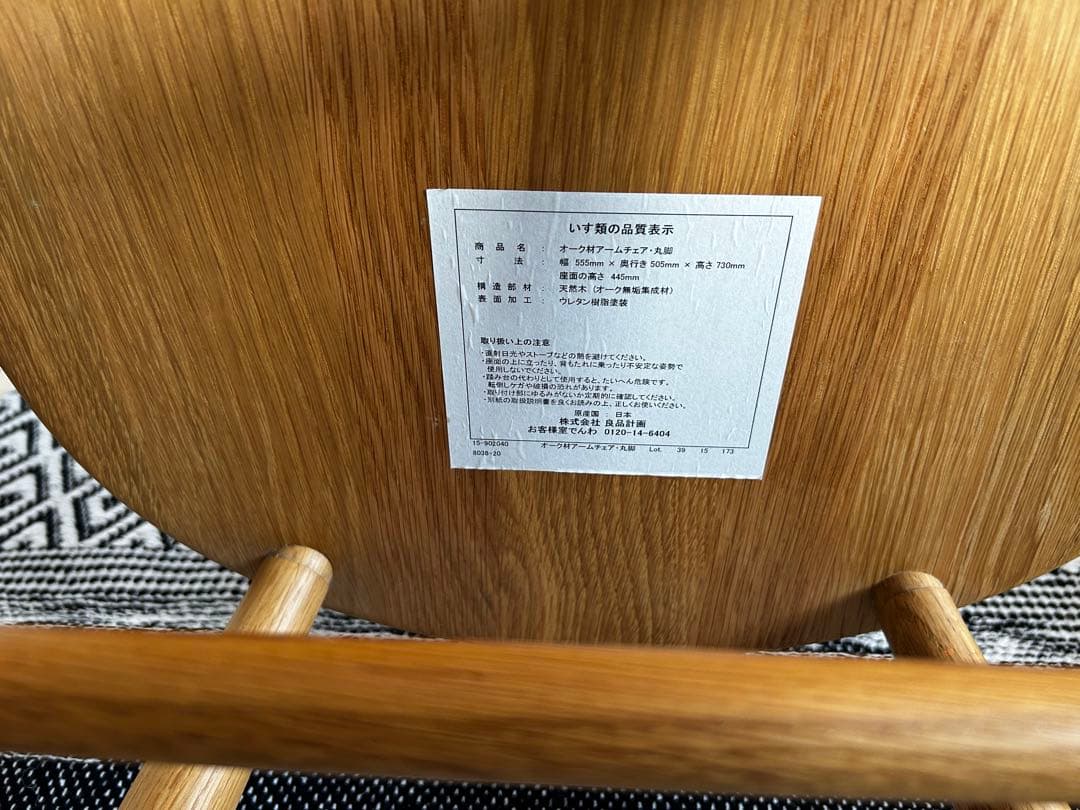 いす類の品質表示
商品名 : オーク材アームチェア・丸脚
寸法 : 幅 555mm × 奥行き 505mm × 高さ 730mm
座面の高さ 445mm
構造部材 : 天然木 (オーク無垢集成材)
表面加工 : ウレタン樹脂塗装
取り扱い上の注意
・直射日光やストーブなどの熱を避けてください。
・座面の上に立ったり、背もたれに乗ったり不安定な姿勢で
使用しないでください。
・踏み台の代わりとして使用すると、たいへん危険です。
転倒しケガや破損の恐れがあります。
・取り付け部にゆるみがないか定期的に確認してください。
・別紙の取扱説明書を良くお読みの上、正しくお使いください。
原産国 : 日本
株式会社 良品計画
お客様室でんわ 0120-14-6404
15-902040 オーク材アームチェア・丸脚 Lot. 39 15 173
8038-20